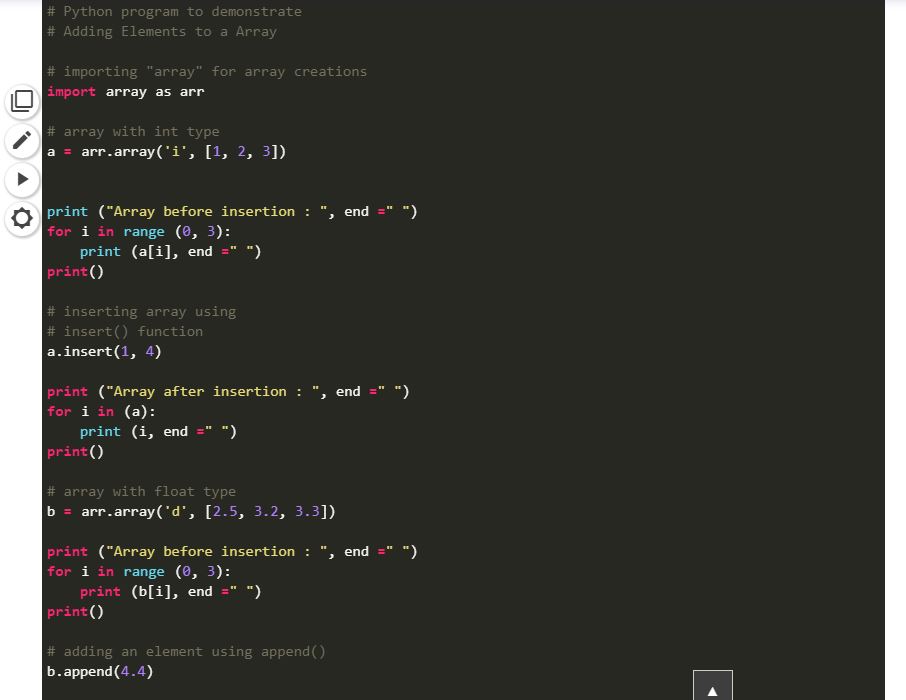 # Python program to demonstrate
# Adding Elements to a Array

# importing "array" for array creations
import array as arr

# array with int type
a = arr.array('i', [1, 2, 3])


print ("Array before insertion : ", end =" ")
for i in range (0, 3):
    print (a[i], end =" ")
print()

# inserting array using
# insert() function
a.insert(1, 4)

print ("Array after insertion : ", end =" ")
for i in (a):
    print (i, end =" ")
print()

# array with float type
b = arr.array('d', [2.5, 3.2, 3.3])

print ("Array before insertion : ", end =" ")
for i in range (0, 3):
    print (b[i], end =" ")
print()

# adding an element using append()
b.append(4.4)